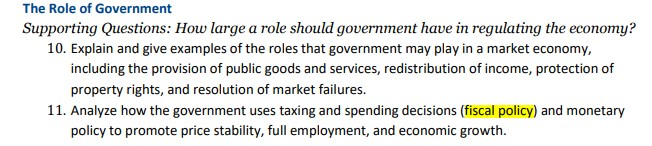 The Role of Government
Supporting Questions: How large a role should government have in regulating the economy?
10. Explain and give examples of the roles that government may play in a market economy,
including the provision of public goods and services, redistribution of income, protection of
property rights, and resolution of market failures.
11. Analyze how the government uses taxing and spending decisions (fiscal policy) and monetary
policy to promote price stability, full employment, and economic growth.